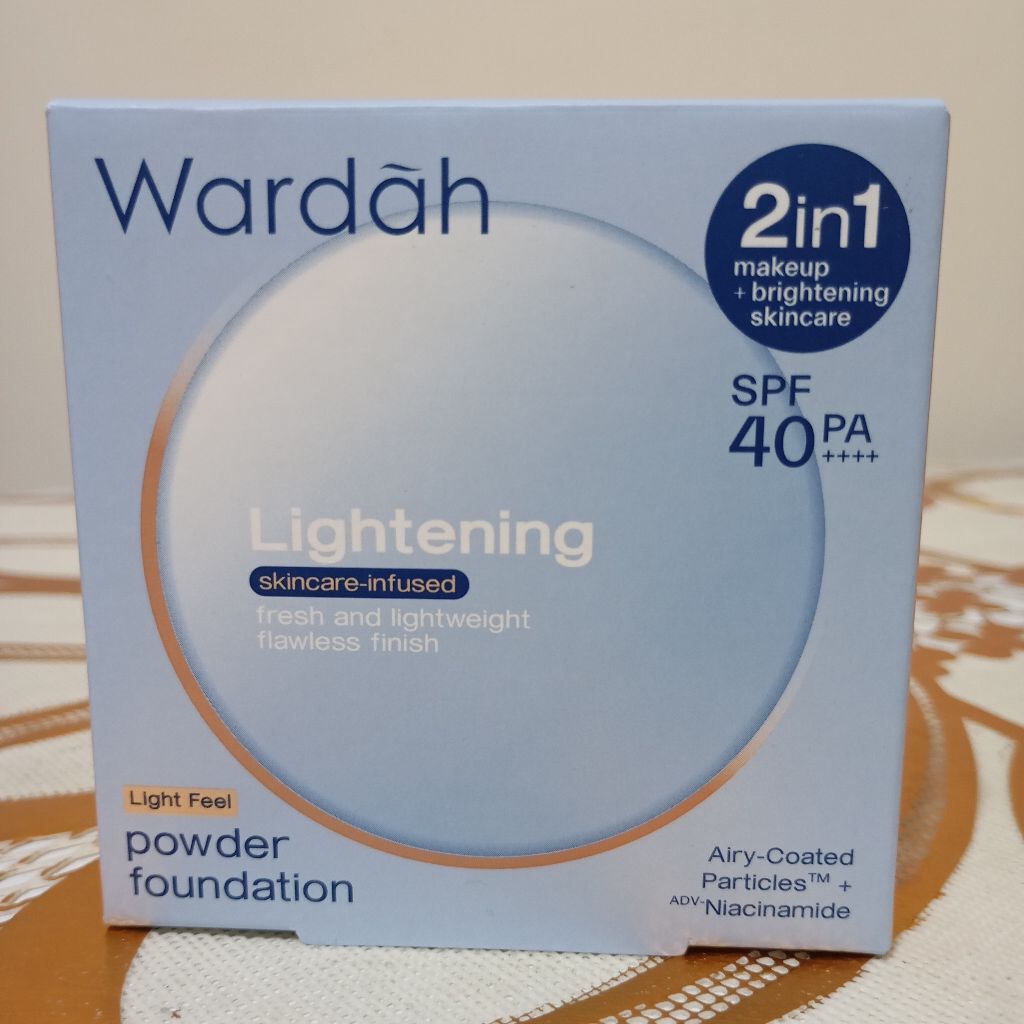 Wardãh
2in1
makeup
+ brightening
skincare
SPF
40 PA
++++
Lightening
skincare-infused
fresh and lightweight
flawless finish
Light Feel
powder
foundation
Airy-Coated
Particles™ +
ADV-Niacinamide